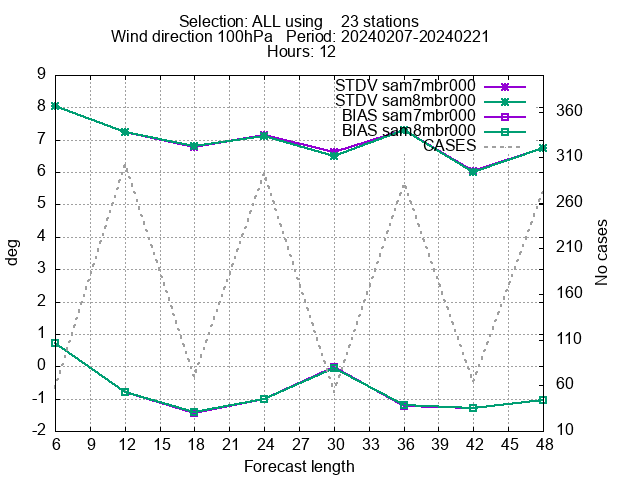 Selection: ALL using    23 stations
Wind direction 100hPa   Period: 20240207-20240221
Hours: 12
STDV sam7mbr000
STDV sam8mbr000
BIAS sam7mbr000
BIAS sam8mbr000
CASES
deg
9
8
7
6
5
4
3
2
1
0
-1
-2
No cases
360
310
260
210
160
110
60
10
6 9 12 15 18 21 24 27 30 33 36 39 42 45 48
Forecast length